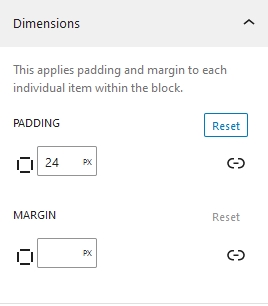 Dimensions
This applies padding and margin to each
individual item within the block.
PADDING Reset
24 PX
MARGIN Reset
PX